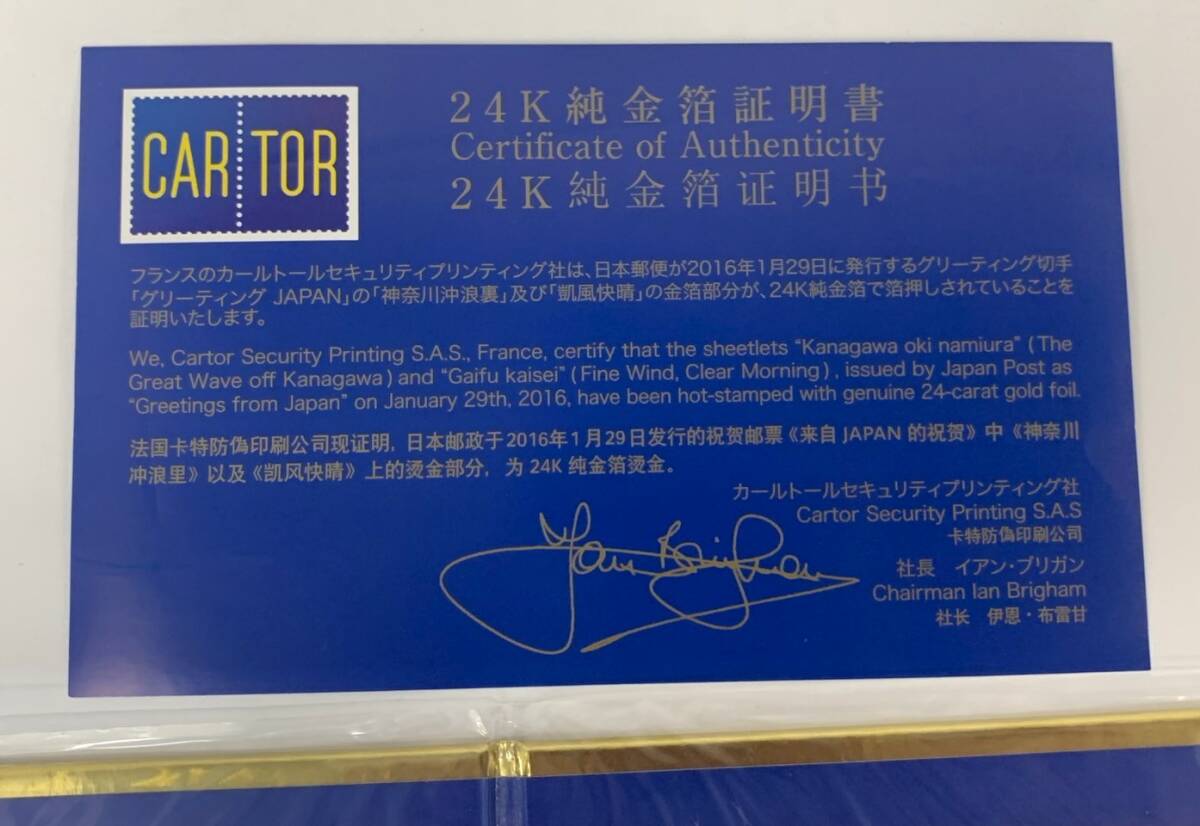 CARTOR
24K純金箔証明書
Certificate of Authenticity
24K純金箔证明书
フランスのカールトールセキュリティプリンティング社は、日本郵便が2016年1月29日に発行するグリーティング切手
「グリーティング JAPAN」の「神奈川沖浪裏」及び「凱風快晴」の金箔部分が、24K純金箔で箔押しされていることを
証明いたします。
We, Cartor Security Printing S.A.S., France, certify that the sheetlets “Kanagawa oki namiura” (The
Great Wave off Kanagawa) and “Gaifu kaisei” (Fine Wind, Clear Morning), issued by Japan Post as
“Greetings from Japan” on January 29th, 2016, have been hot-stamped with genuine 24-carat gold foil.
法国卡特防偽印刷公司现证明，日本邮政于2016年1月29日发行的祝贺邮票《来自 JAPAN 的祝贺》中《神奈川
冲浪里》以及《凯风快晴》上的烫金部分，为 24K 纯金箔烫金。
カールトールセキュリティプリンティング社
Cartor Security Printing S.A.S
卡特防偽印刷公司
Ian Brigham
社長 イアン・ブリガン
Chairman Ian Brigham
社长 伊恩・布雷甘